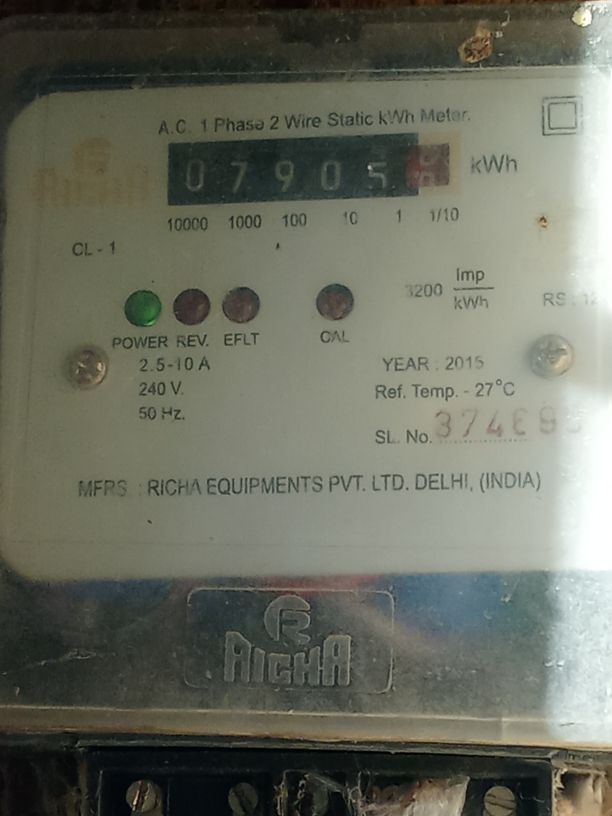 A.C. 1 Phase 2 Wire Static kWh Meter.
RICHA
07905 kWh
10000 1000 100 10 1 1/10
CL - 1
3200 Imp/kWh
POWER REV. EFLT CAL
2.5-10 A
240 V.
50 Hz.
YEAR : 2015
Ref. Temp. - 27°C
SL. No.
MFRS. : RICHA EQUIPMENTS PVT. LTD. DELHI, (INDIA)
RICHA